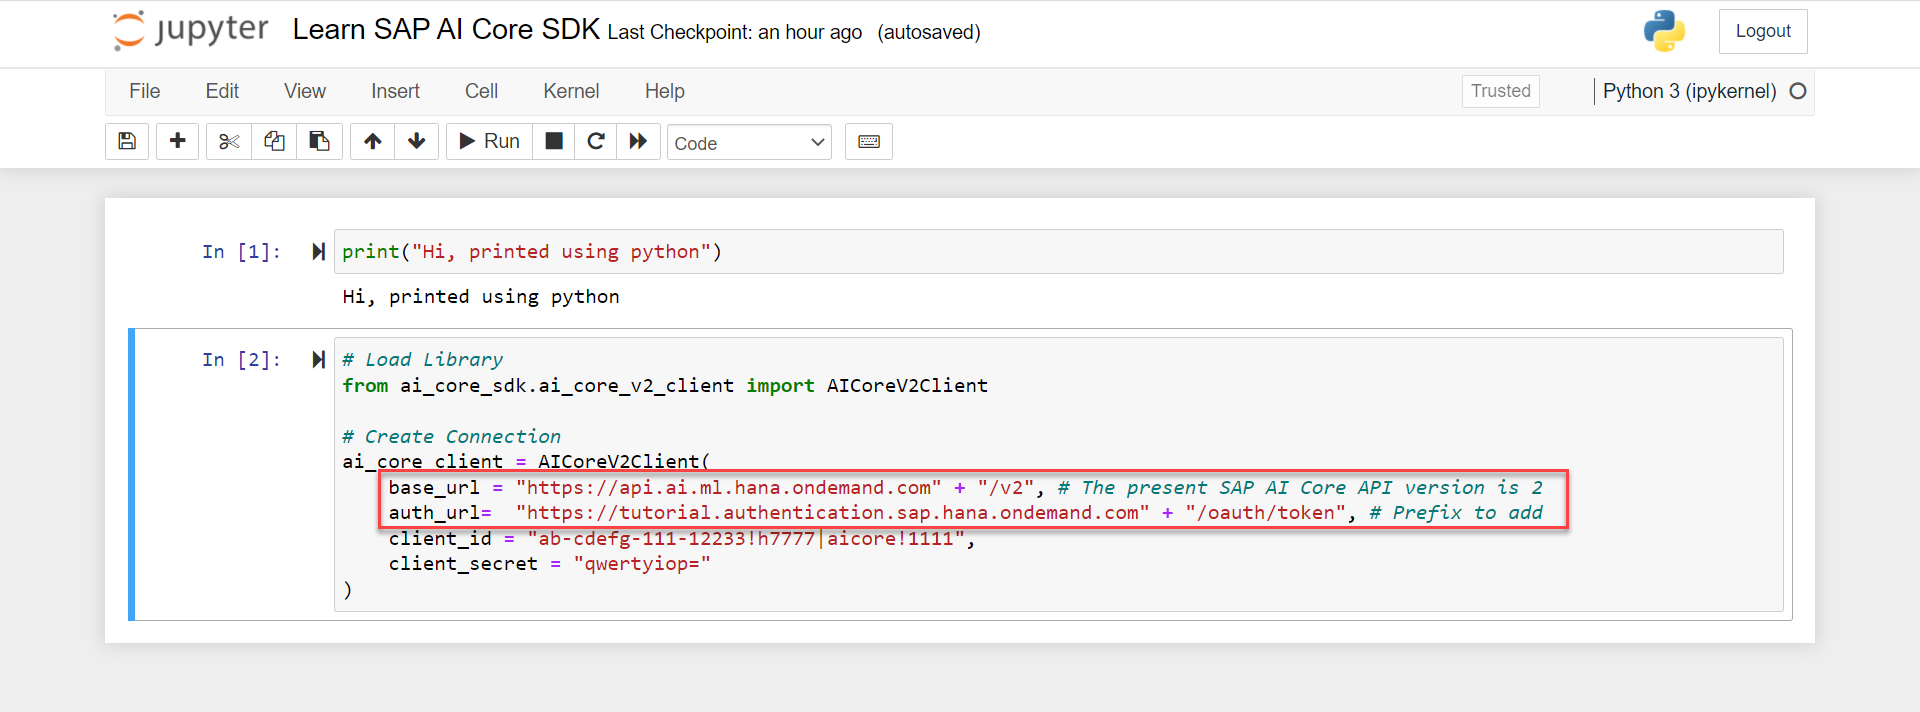 jupyter Learn SAP AI Core SDK Last Checkpoint: an hour ago (autosaved) Logout
File Edit View Insert Cell Kernel Help Trusted Python 3 (ipykernel)
Run Code
In [1]: print("Hi, printed using python")
Hi, printed using python
In [2]: # Load Library
from ai_core_sdk.ai_core_v2_client import AICoreV2Client
# Create Connection
ai_core_client = AICoreV2Client(
base_url = "https://api.ai.ml.hana.ondemand.com" + "/v2", # The present SAP AI Core API version is 2
auth_url= "https://tutorial.authentication.sap.hana.ondemand.com" + "/oauth/token", # Prefix to add
client_id = "ab-cdefg-111-12233!h7777|aicore!1111",
client_secret = "qwertyiop="
)